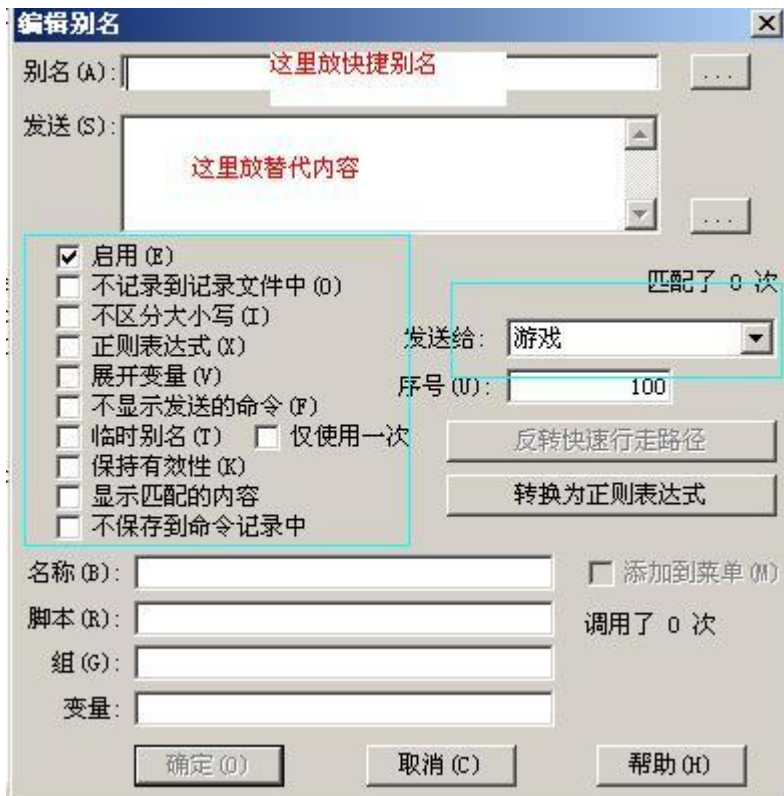 编辑别名
别名(A): 这里放快捷别名 ...
发送(S): 这里放替代内容
...
启用(E)
不记录到记录文件中(O) 匹配了 0 次
不区分大小写(I)
正则表达式(X) 发送给: 游戏
展开变量(V)
不显示发送的命令(F) 序号(U): 100
临时别名(T) 仅使用一次 反转快速行走路径
保持有效性(K)
显示匹配的内容 转换为正则表达式
不保存到命令记录中
名称(B): 添加到菜单(M)
脚本(R): 调用了 0 次
组(G):
变量:
确定(O) 取消(C) 帮助(H)